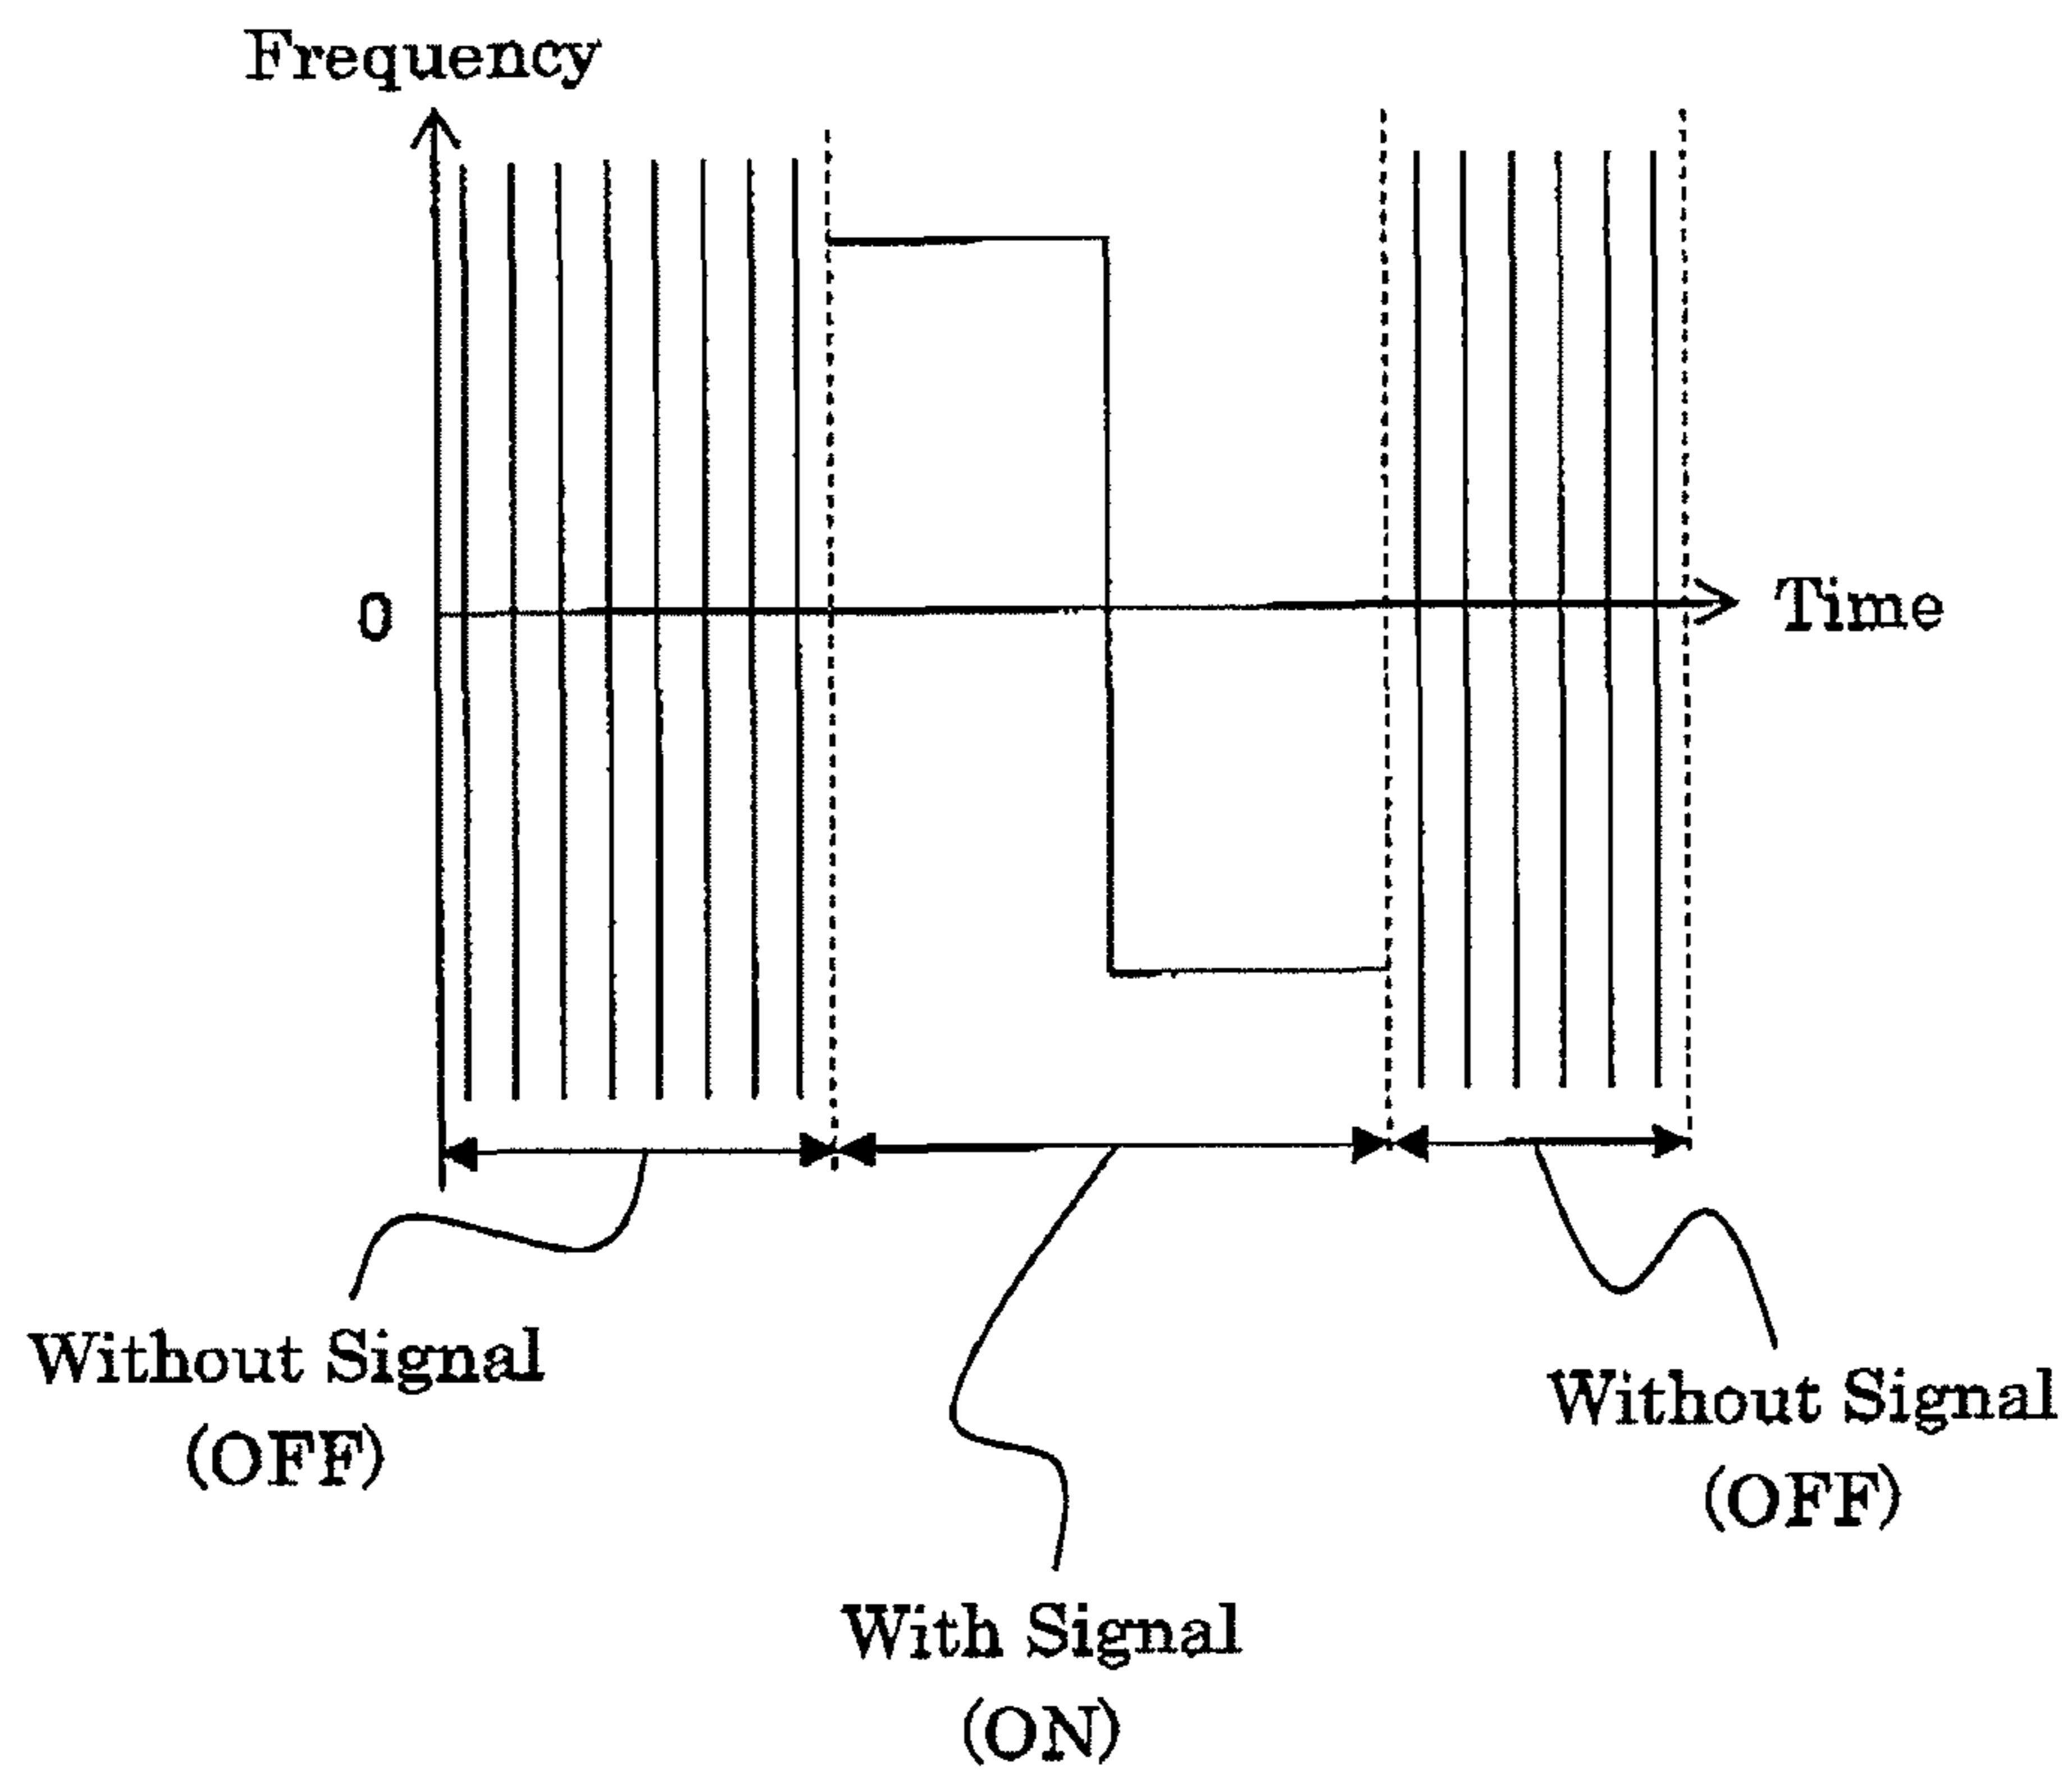 Frequency
0
Time
Without Signal
(OFF)
With Signal
(ON)
Without Signal
(OFF)